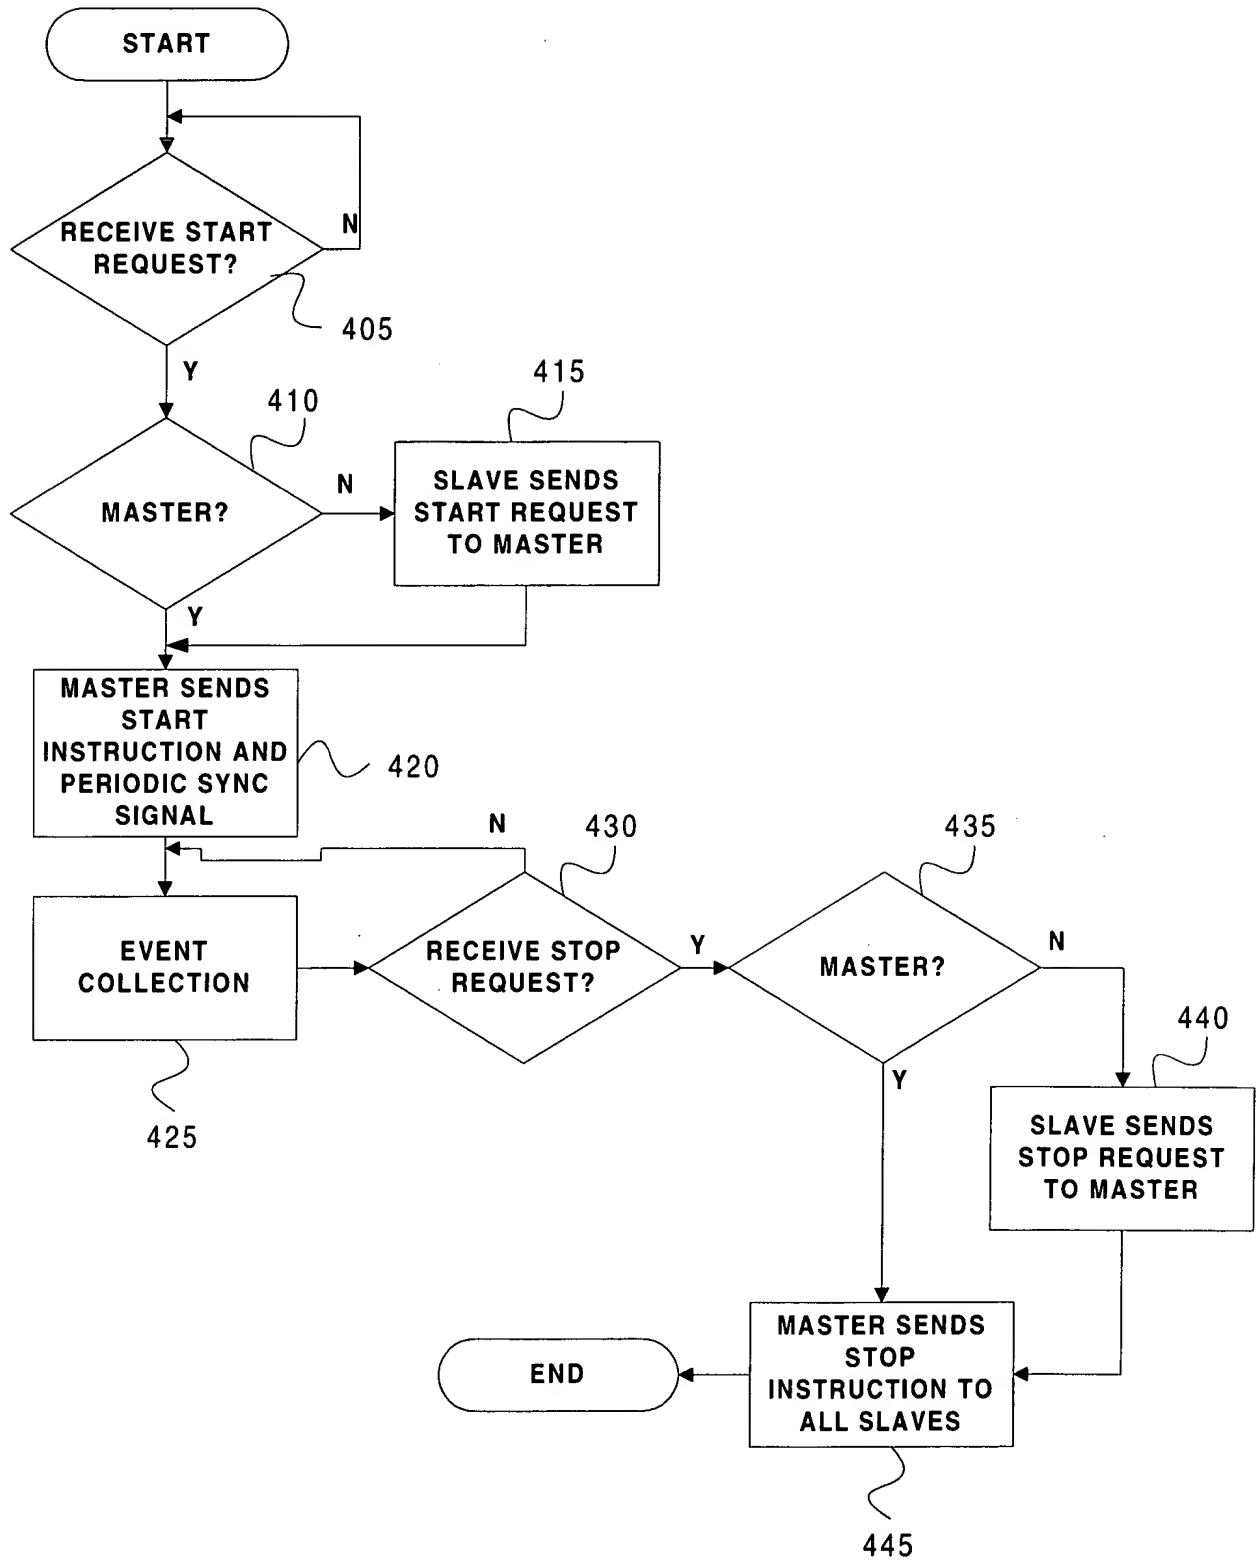 START
RECEIVE START
REQUEST?
N
405
Y
410
MASTER?
N
415
SLAVE SENDS
START REQUEST
TO MASTER
Y
MASTER SENDS
START
INSTRUCTION AND
PERIODIC SYNC
SIGNAL
420
EVENT
COLLECTION
425
N
430
RECEIVE STOP
REQUEST?
Y
435
MASTER?
N
440
SLAVE SENDS
STOP REQUEST
TO MASTER
Y
MASTER SENDS
STOP
INSTRUCTION TO
ALL SLAVES
445
END